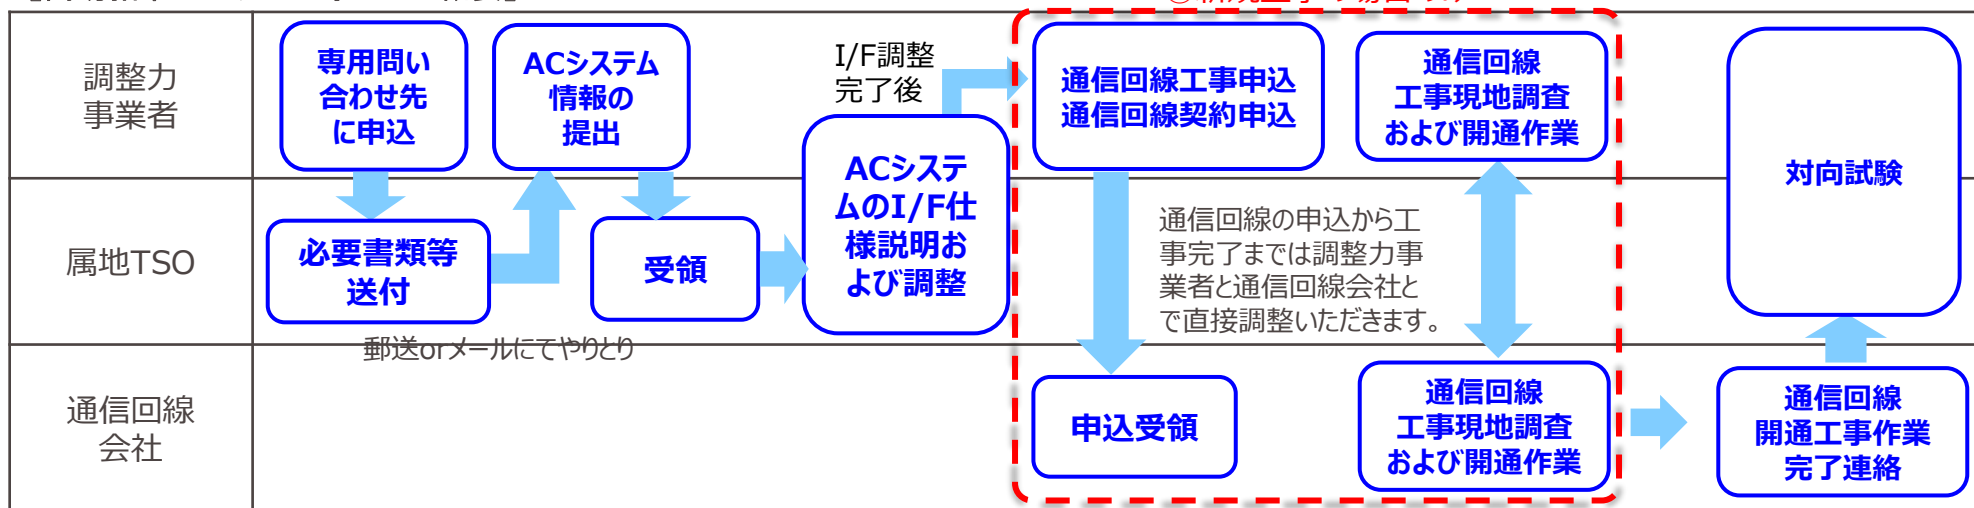 調整力
事業者
専用問い
合わせ先
に申込
ACシステム
情報の
提出
I/F調整
完了後
通信回線工事申込
通信回線契約申込
通信回線
工事現地調査
および開通作業
対向試験
属地TSO
必要書類等
送付
受領
ACシステ
ムのI/F仕
様説明お
よび調整
通信回線の申込から工
事完了までは調整力事
業者と通信回線会社と
で直接調整いただきます。
郵送orメールにてやりとり
通信回線
会社
申込受領
通信回線
工事現地調査
および開通作業
通信回線
開通工事作業
完了連絡